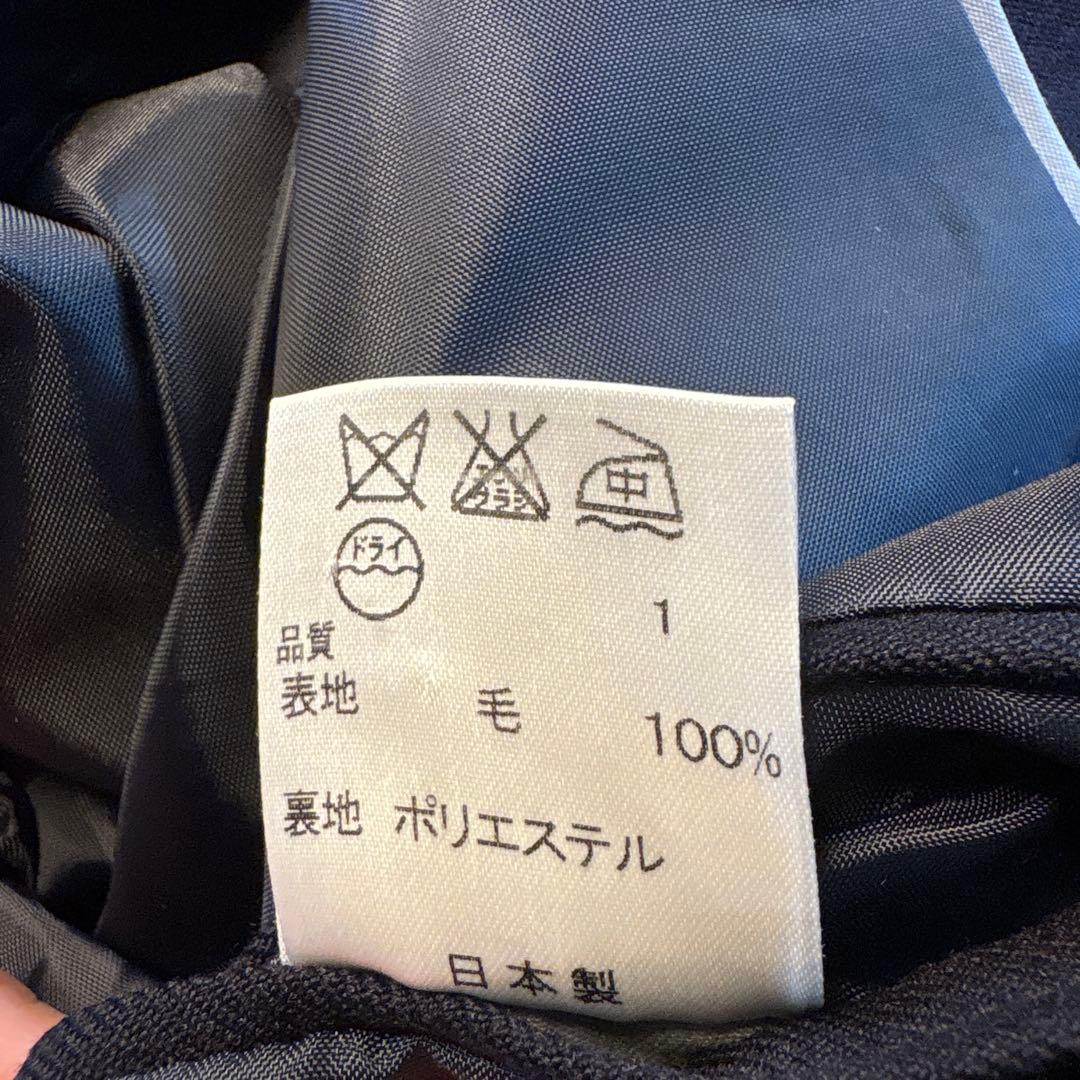 中
ドライ
1
品質
表地 毛 100%
裏地 ポリエステル
日本製